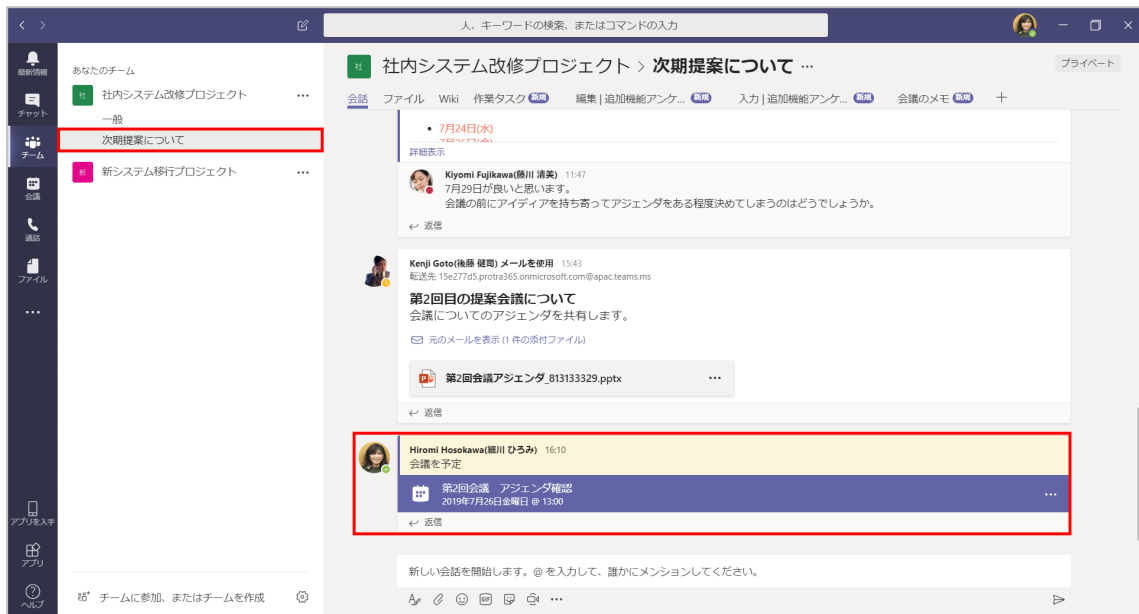 人、キーワードの検索、またはコマンドの入力
最新情報
チャット
チーム
会議
通話
ファイル
アプリを入手
アプリ
ヘルプ
あなたのチーム
社 社内システム改修プロジェクト ...
一般
次期提案について
新 新システム移行プロジェクト ...
チームに参加、またはチームを作成
社 社内システム改修プロジェクト > 次期提案について ...
プライベート
会話 ファイル Wiki 作業タスク 新規 編集 | 追加機能アンケ... 新規 入力 | 追加機能アンケ... 新規 会議のメモ 新規 +
• 7月24日(水)
7月26日(金)
詳細表示
Kiyomi Fujikawa(藤川 清美) 11:47
7月29日が良いと思います。
会議の前にアイディアを持ち寄ってアジェンダをある程度決めてしまうのはどうでしょうか。
返信
Kenji Goto(後藤 健司) メールを使用 15:43
転送先 15e277d5.protra365.onmicrosoft.com@apac.teams.ms
第2回目の提案会議について
会議についてのアジェンダを共有します。
元のメールを表示 (1 件の添付ファイル)
第2回会議アジェンダ_813133329.pptx ...
返信
Hiromi Hosokawa(細川 ひろみ) 16:10
会議を予定
第2回会議 アジェンダ確認
2019年7月26日金曜日 @ 13:00
...
返信
新しい会話を開始します。@ を入力して、誰かにメンションしてください。
GIF ...